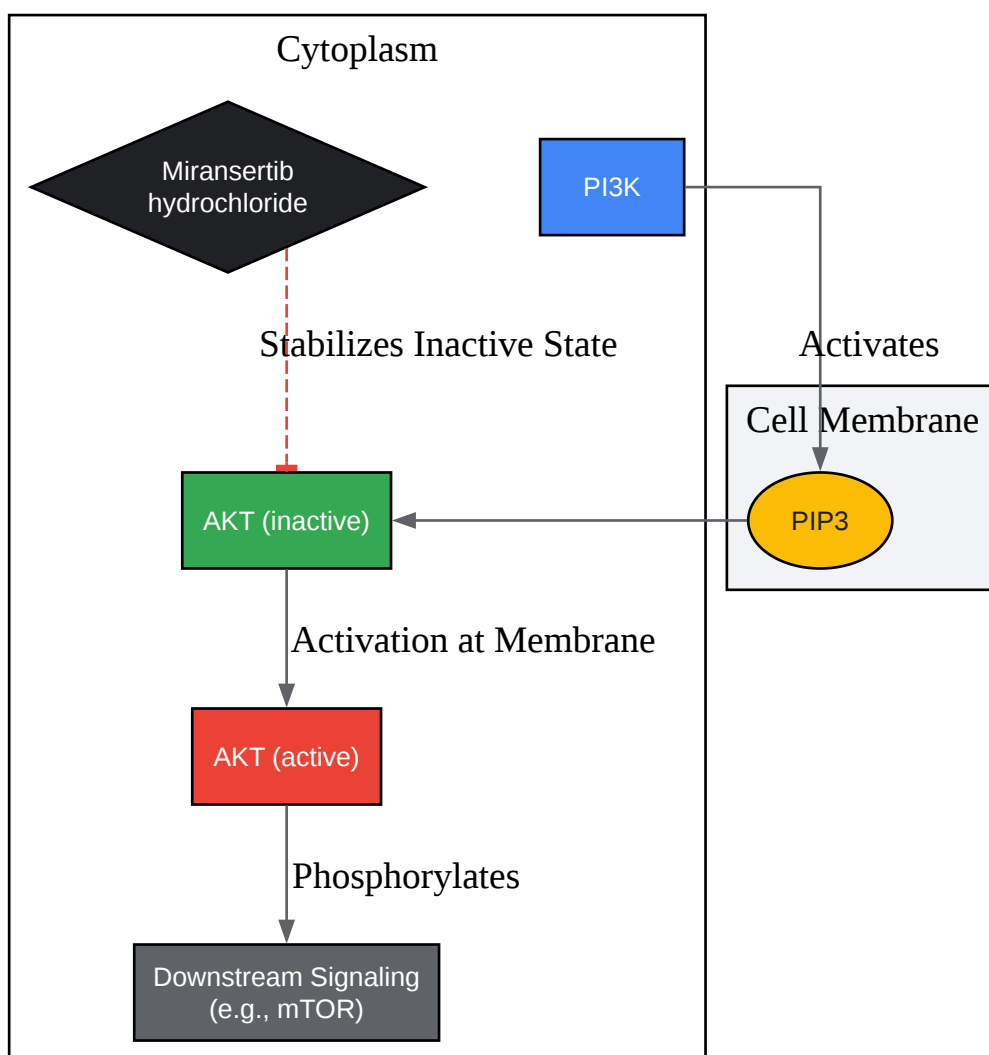 Cytoplasm
Miransertib
hydrochloride
PI3K
Stabilizes Inactive State
Activates
Cell Membrane
AKT (inactive)
PIP3
Activation at Membrane
AKT (active)
Phosphorylates
Downstream Signaling
(e.g., mTOR)